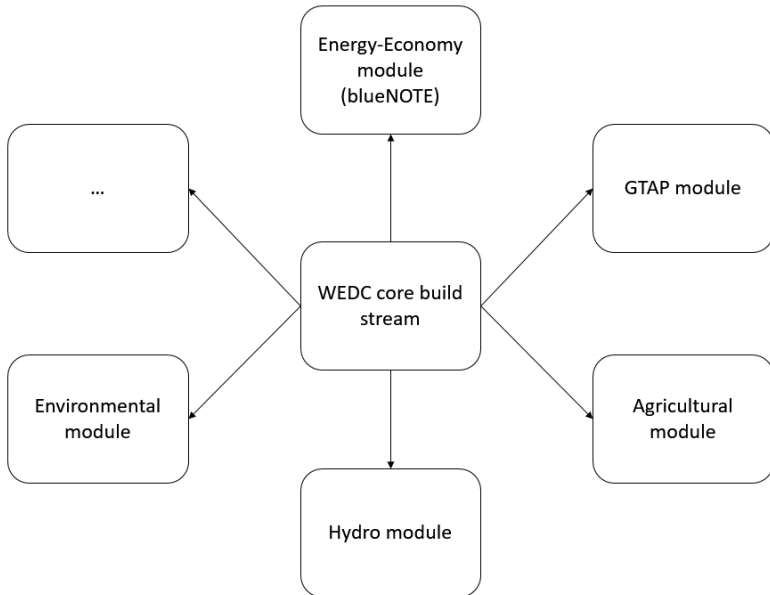 Energy-Economy
module
(blueNOTE)
...
GTAP module
WEDC core build
stream
Environmental
module
Agricultural
module
Hydro module